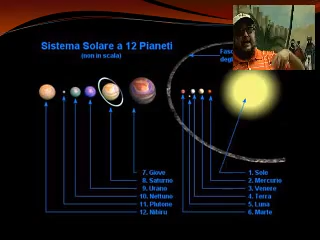 Sistema Solare a 12 Pianeti
(non in scala)
degli
7. Giove
8. Saturno
9. Urano
10. Nettuno
11. Plutone
12. Nibiru
1. Sole
2. Mercurio
3. Venere
4. Terra
5. Luna
6. Marte